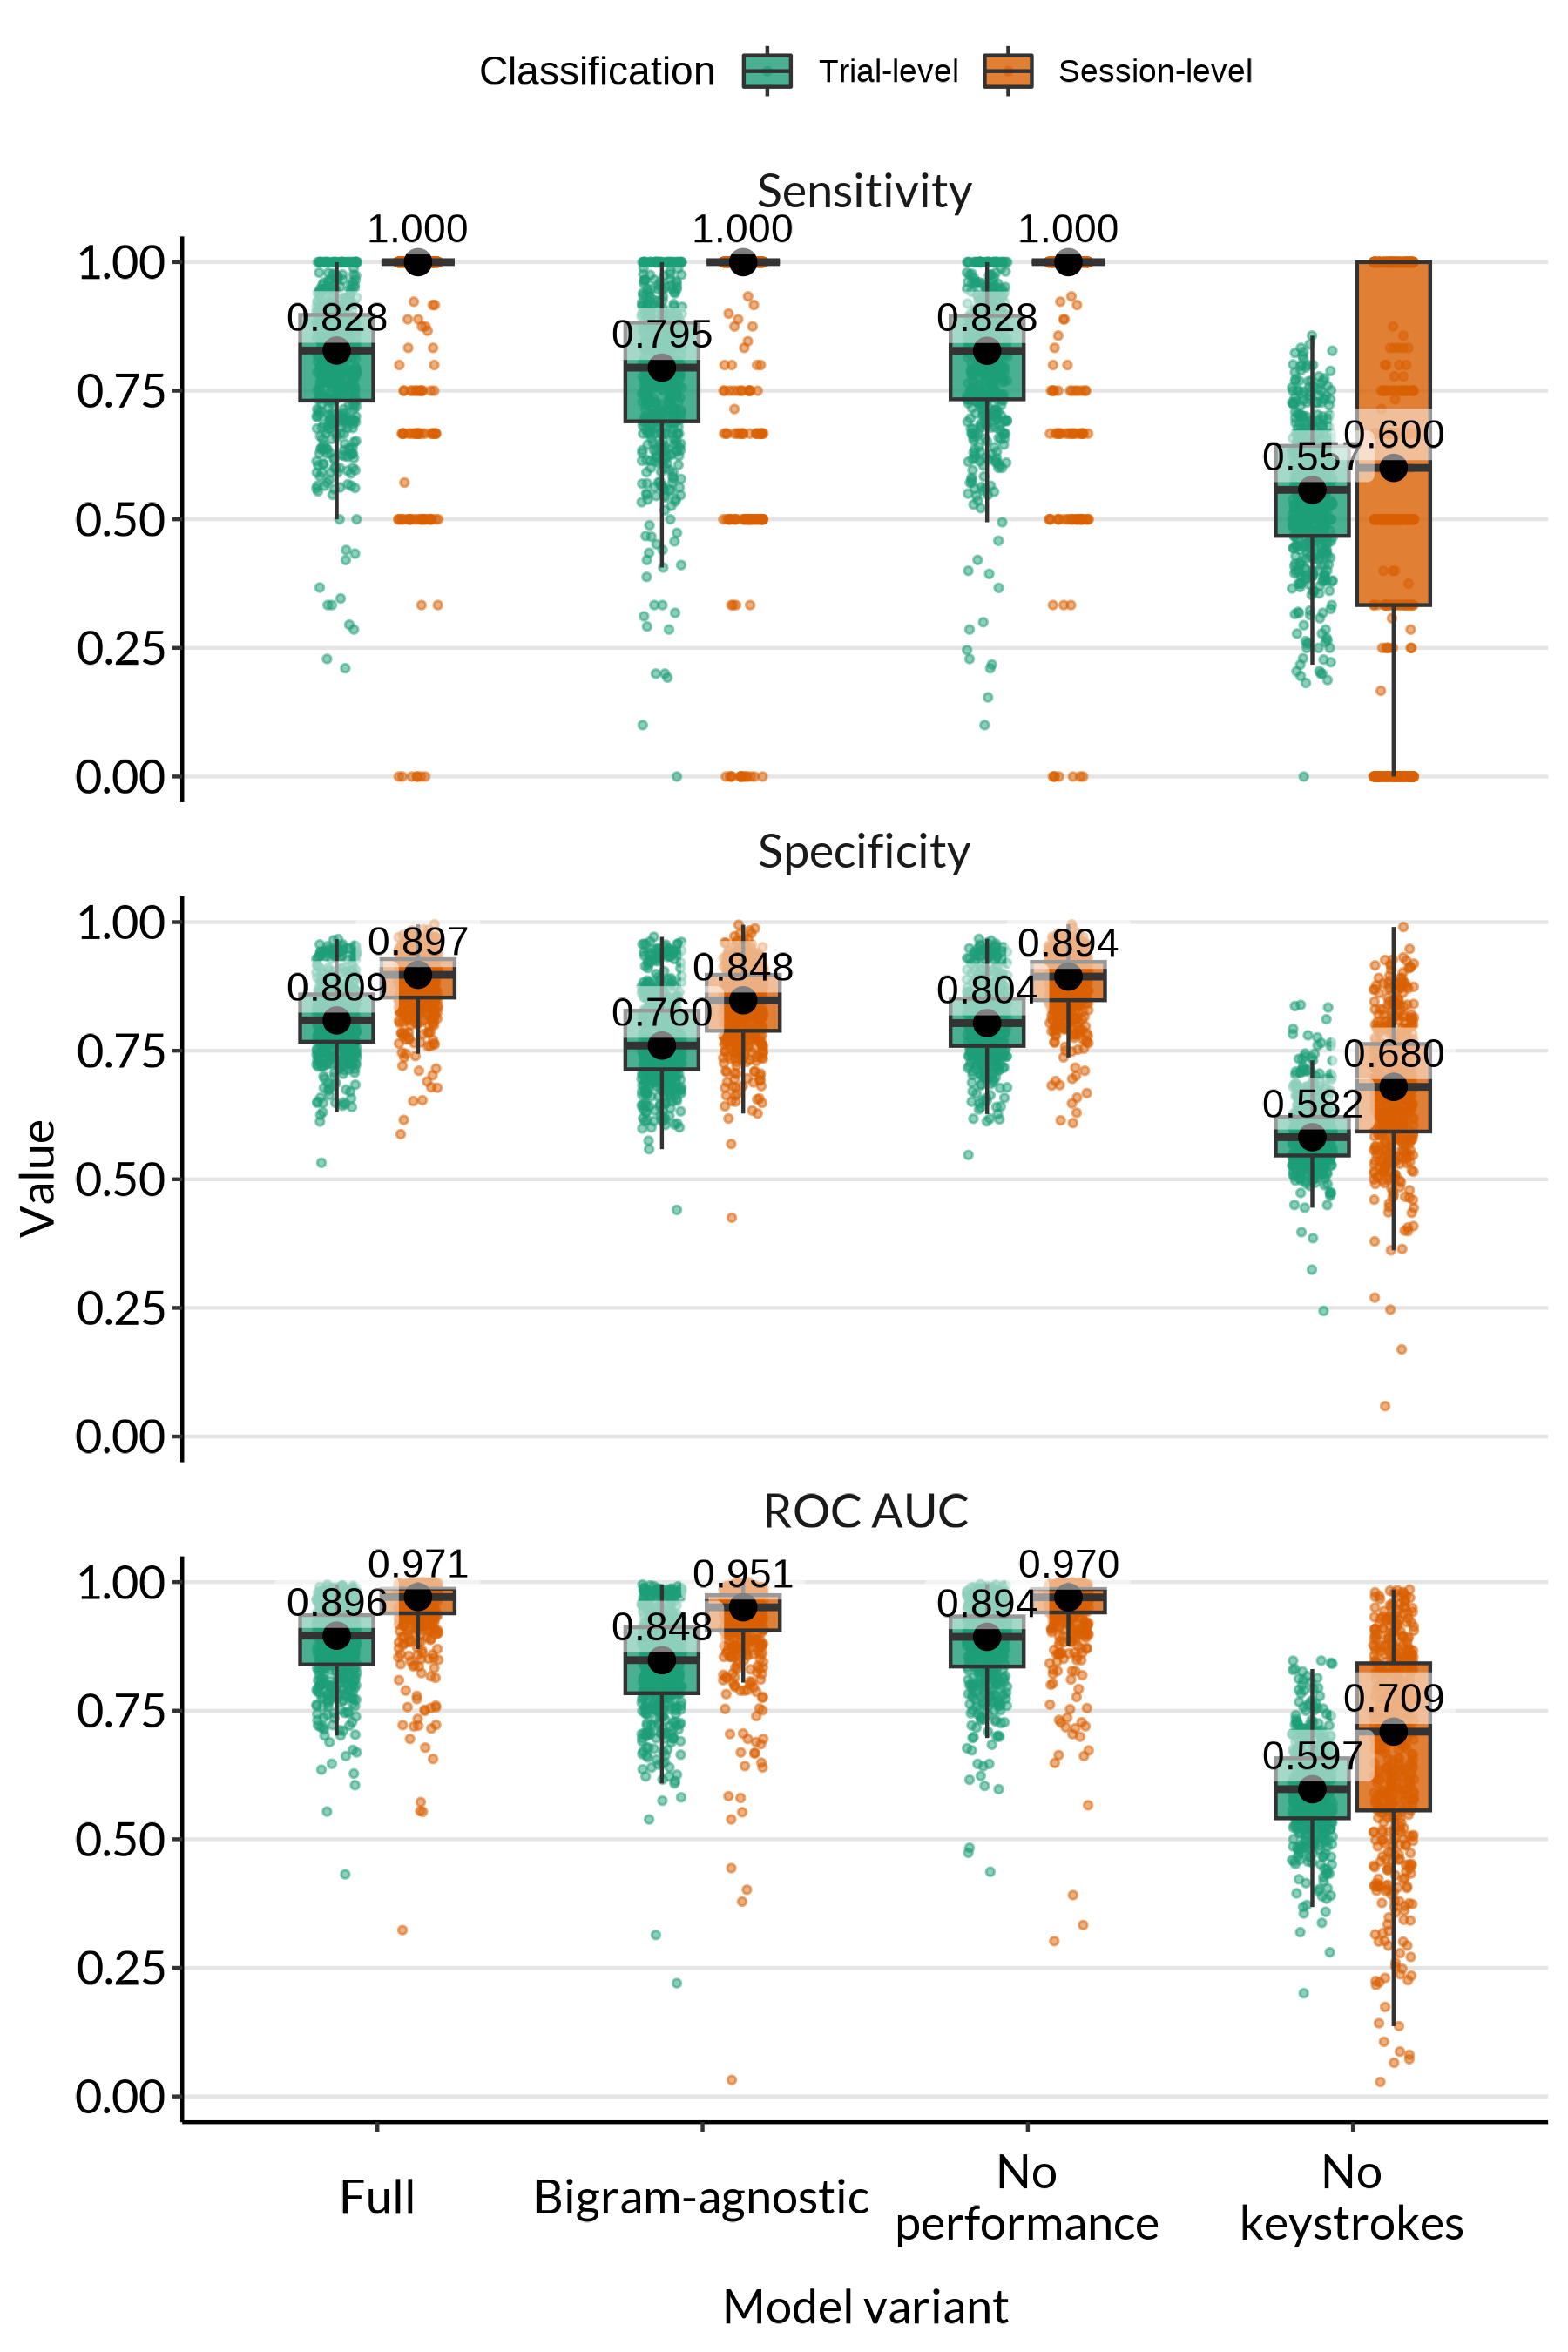 Classification Trial-level Session-level
Sensitivity
1.000 1.000 1.000
1.00
0.828 0.795 0.828
0.75
0.557 0.600
0.50
0.25
0.00
Specificity
1.00
0.897 0.848 0.894
0.809 0.760 0.804
0.75
0.582 0.680
0.50
0.25
0.00
Value
ROC AUC
0.971 0.951 0.970
1.00
0.896 0.848 0.894
0.75
0.597 0.709
0.50
0.25
0.00
Full Bigram-agnostic No performance No keystrokes
Model variant